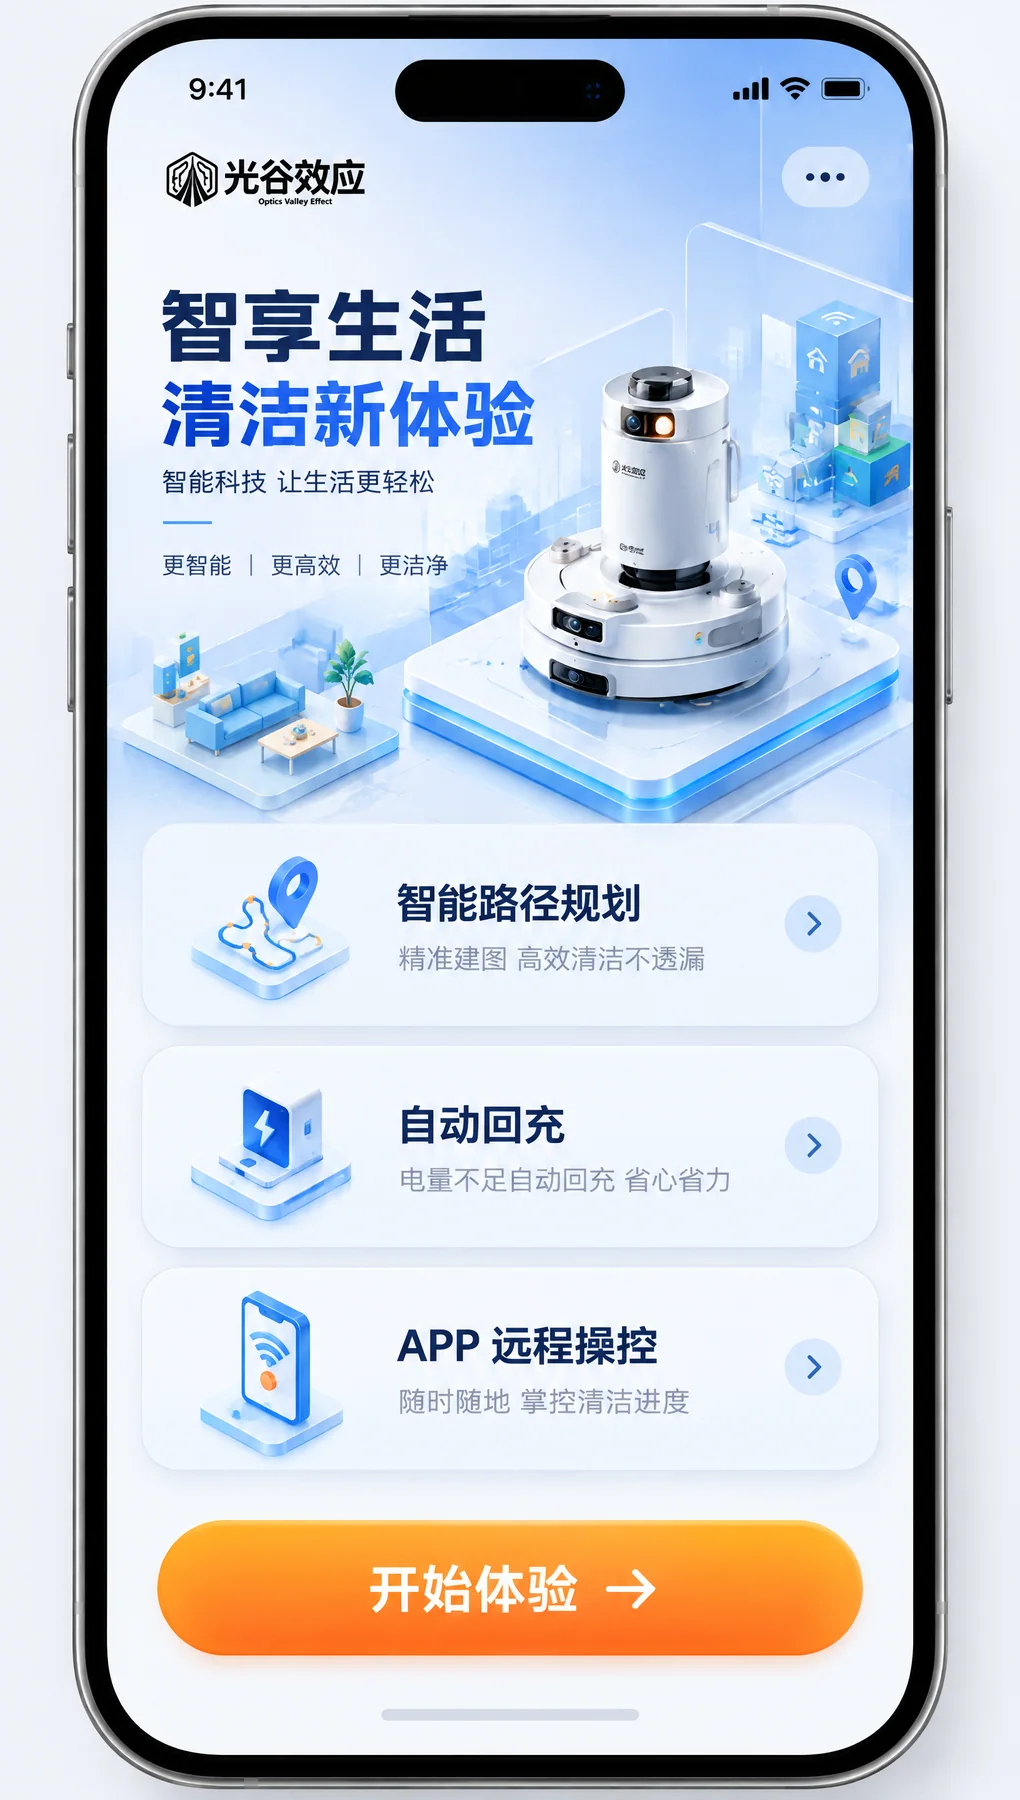 9:41
光谷效应
Optics Valley Effect
智享生活
清洁新体验
智能科技 让生活更轻松
更智能 | 更高效 | 更洁净
智能路径规划
精准建图 高效清洁不透漏
自动回充
电量不足自动回充 省心省力
APP 远程操控
随时随地 掌控清洁进度
开始体验 →